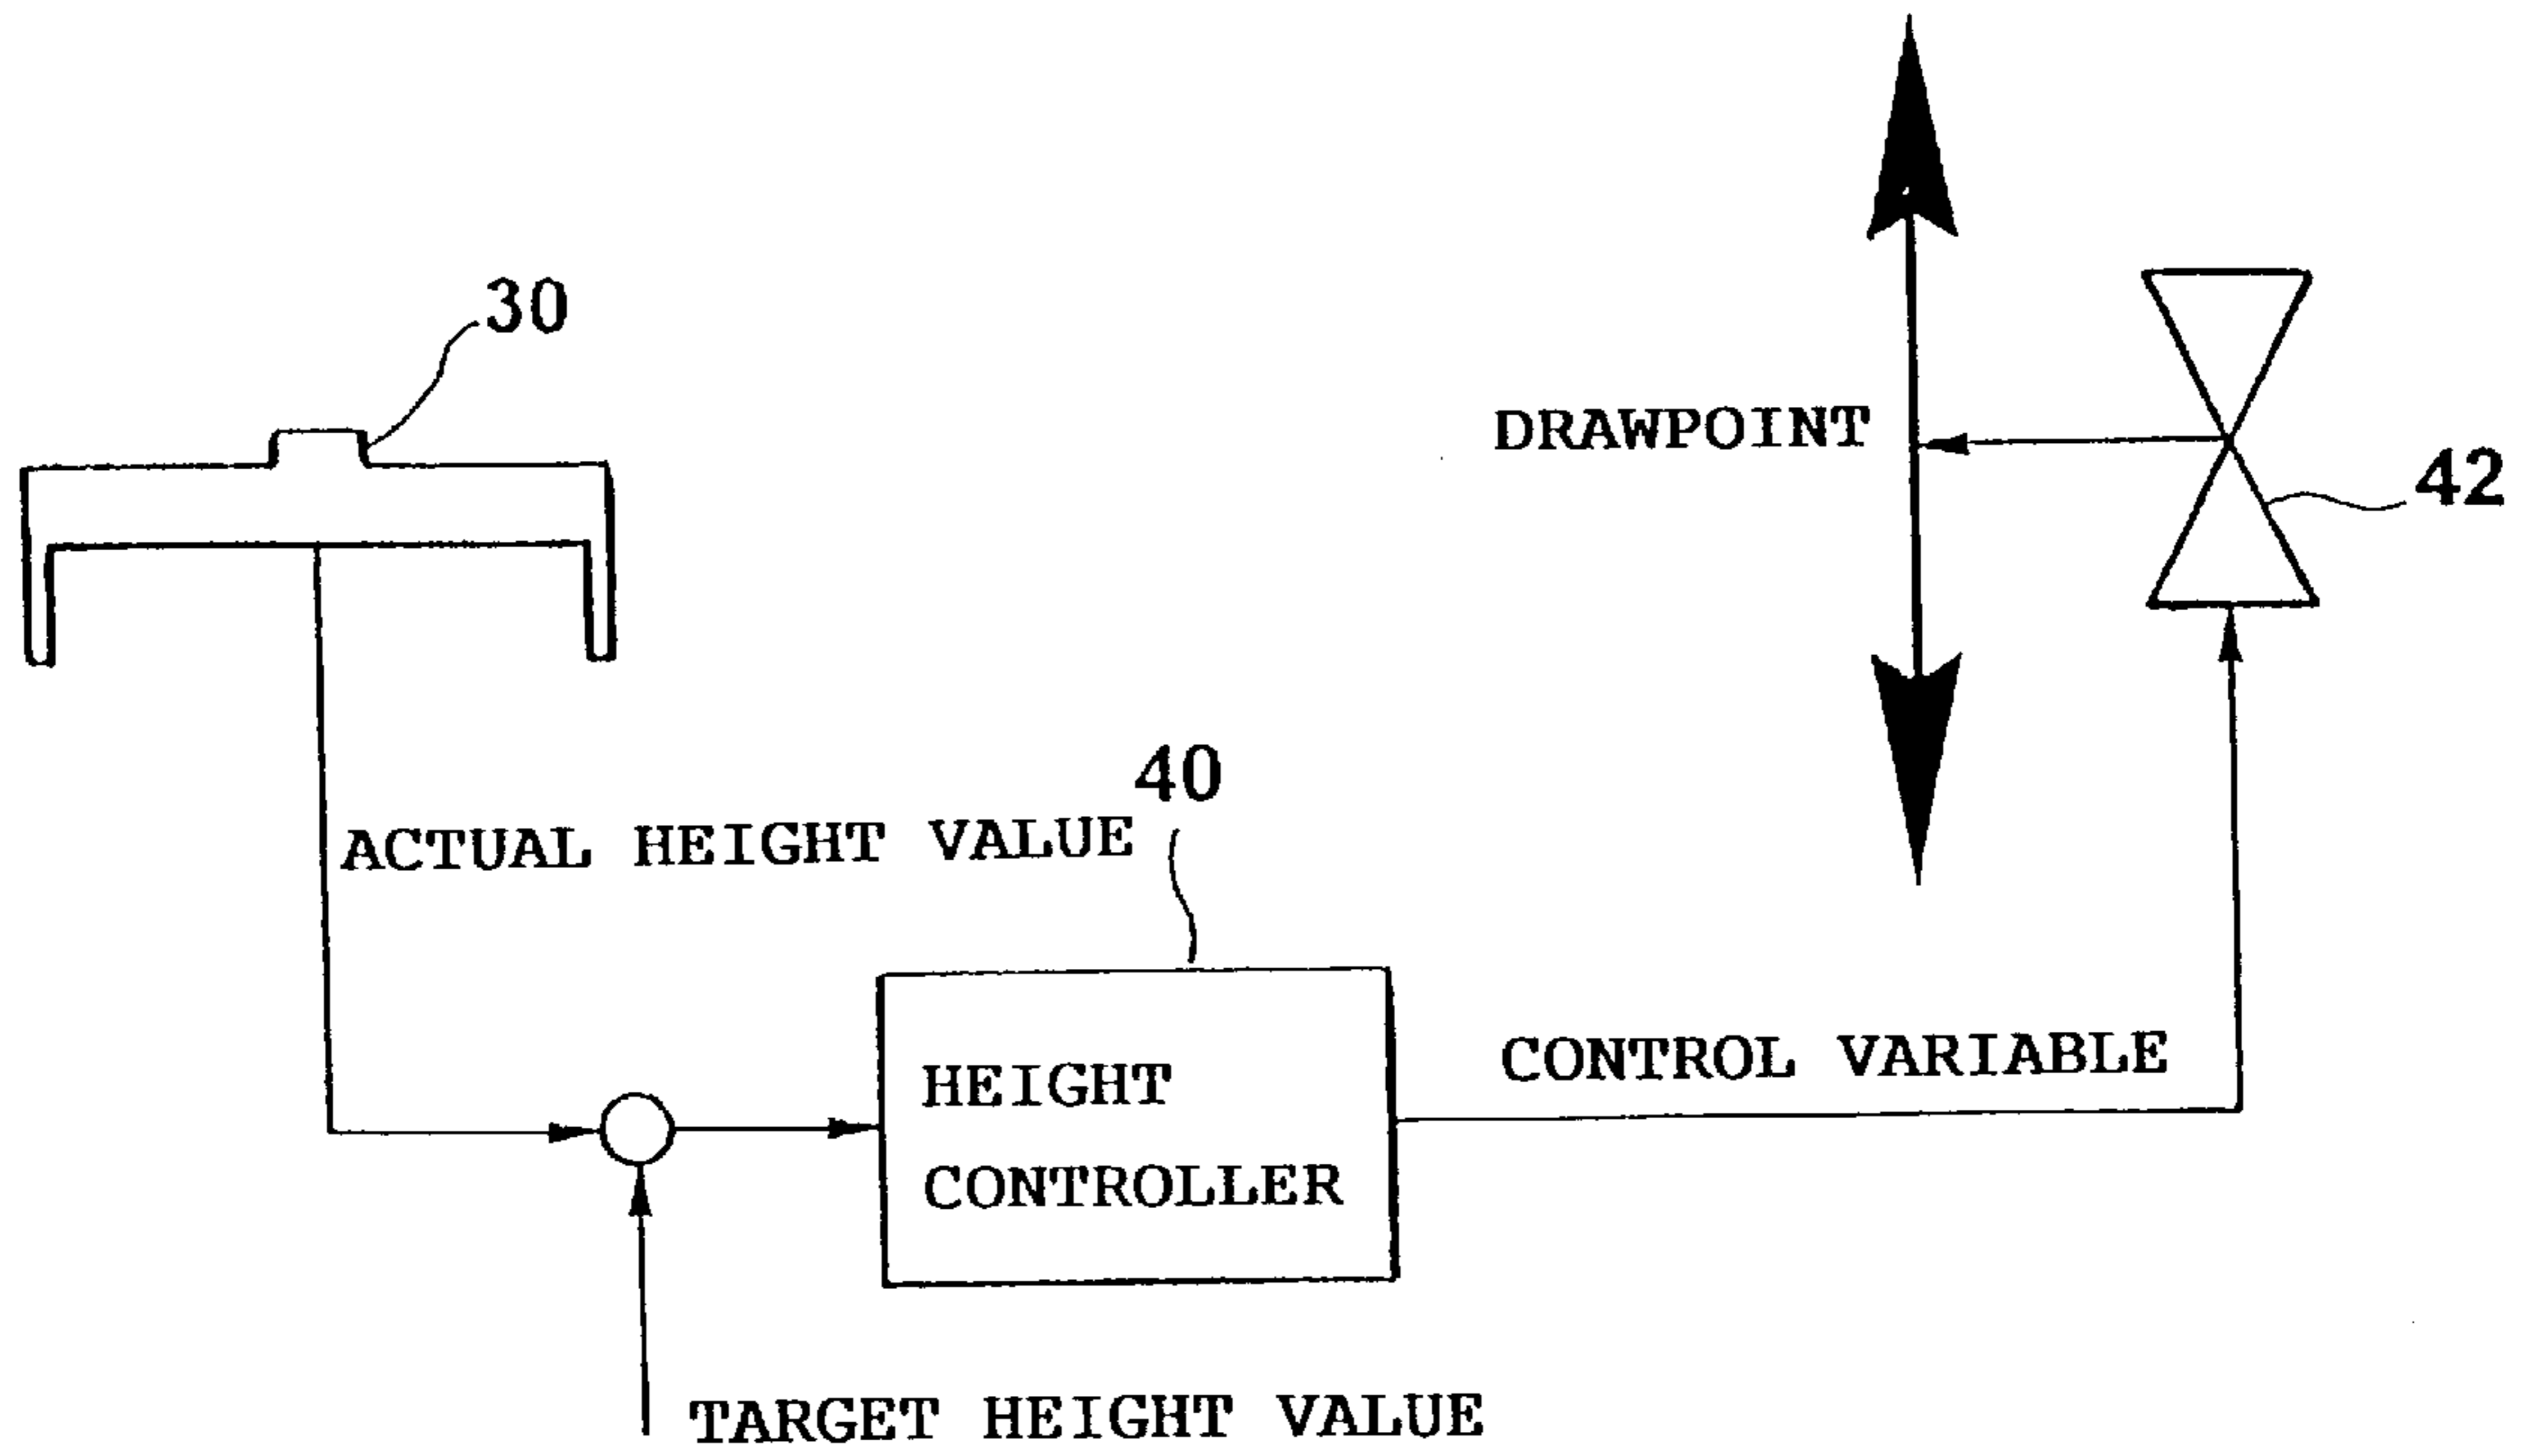 30
DRAWPOINT
42
40
ACTUAL HEIGHT VALUE
HEIGHT
CONTROLLER
CONTROL VARIABLE
TARGET HEIGHT VALUE